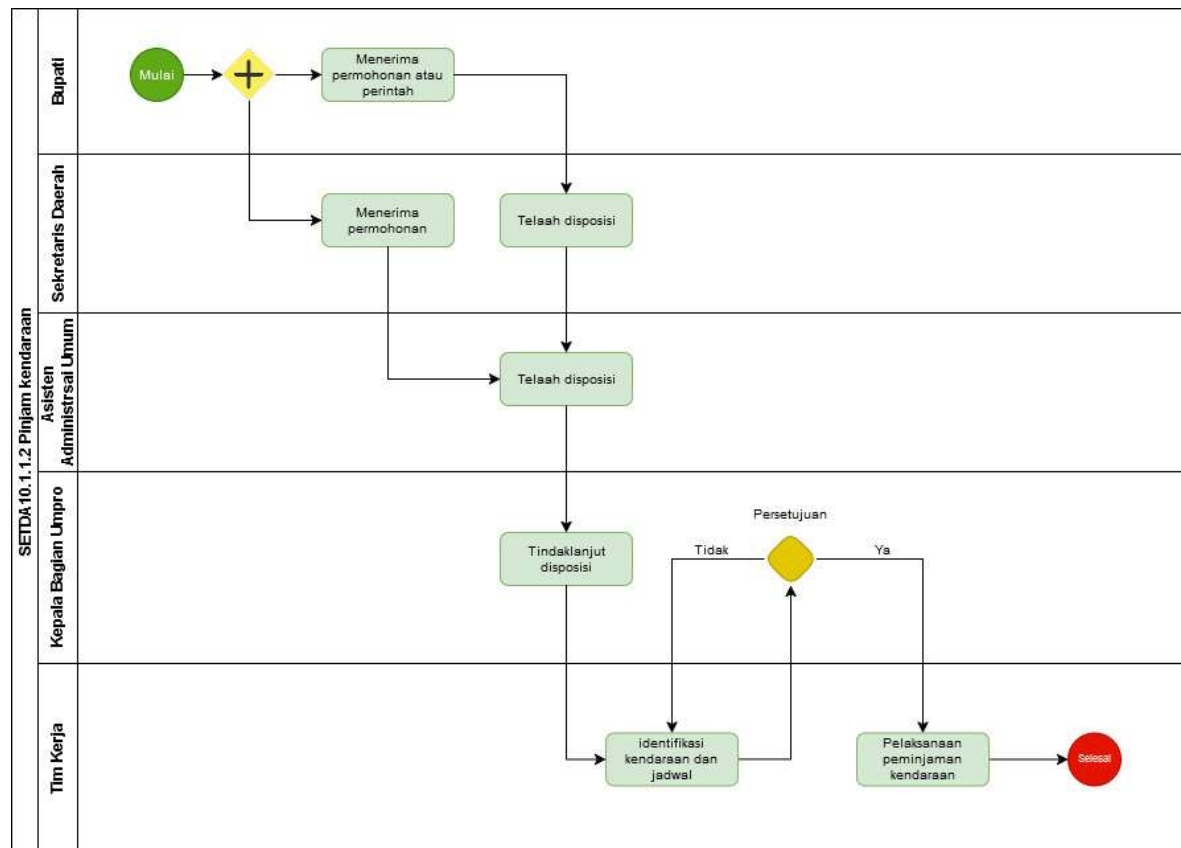 SETDA10.1.1.2 Pinjam kendaraan
Bupati
Mulai
Menerima
permohonan atau
perintah
Sekretaris Daerah
Menerima
permohonan
Telaah disposisi
Asisten
Administrsai Umum
Telaah disposisi
Kepala Bagian Umpro
Tindaklanjut
disposisi
Persetujuan
Tidak
Ya
Tim Kerja
identifikasi
kendaraan dan
jadwal
Pelaksanaan
peminjaman
kendaraan
Selesai